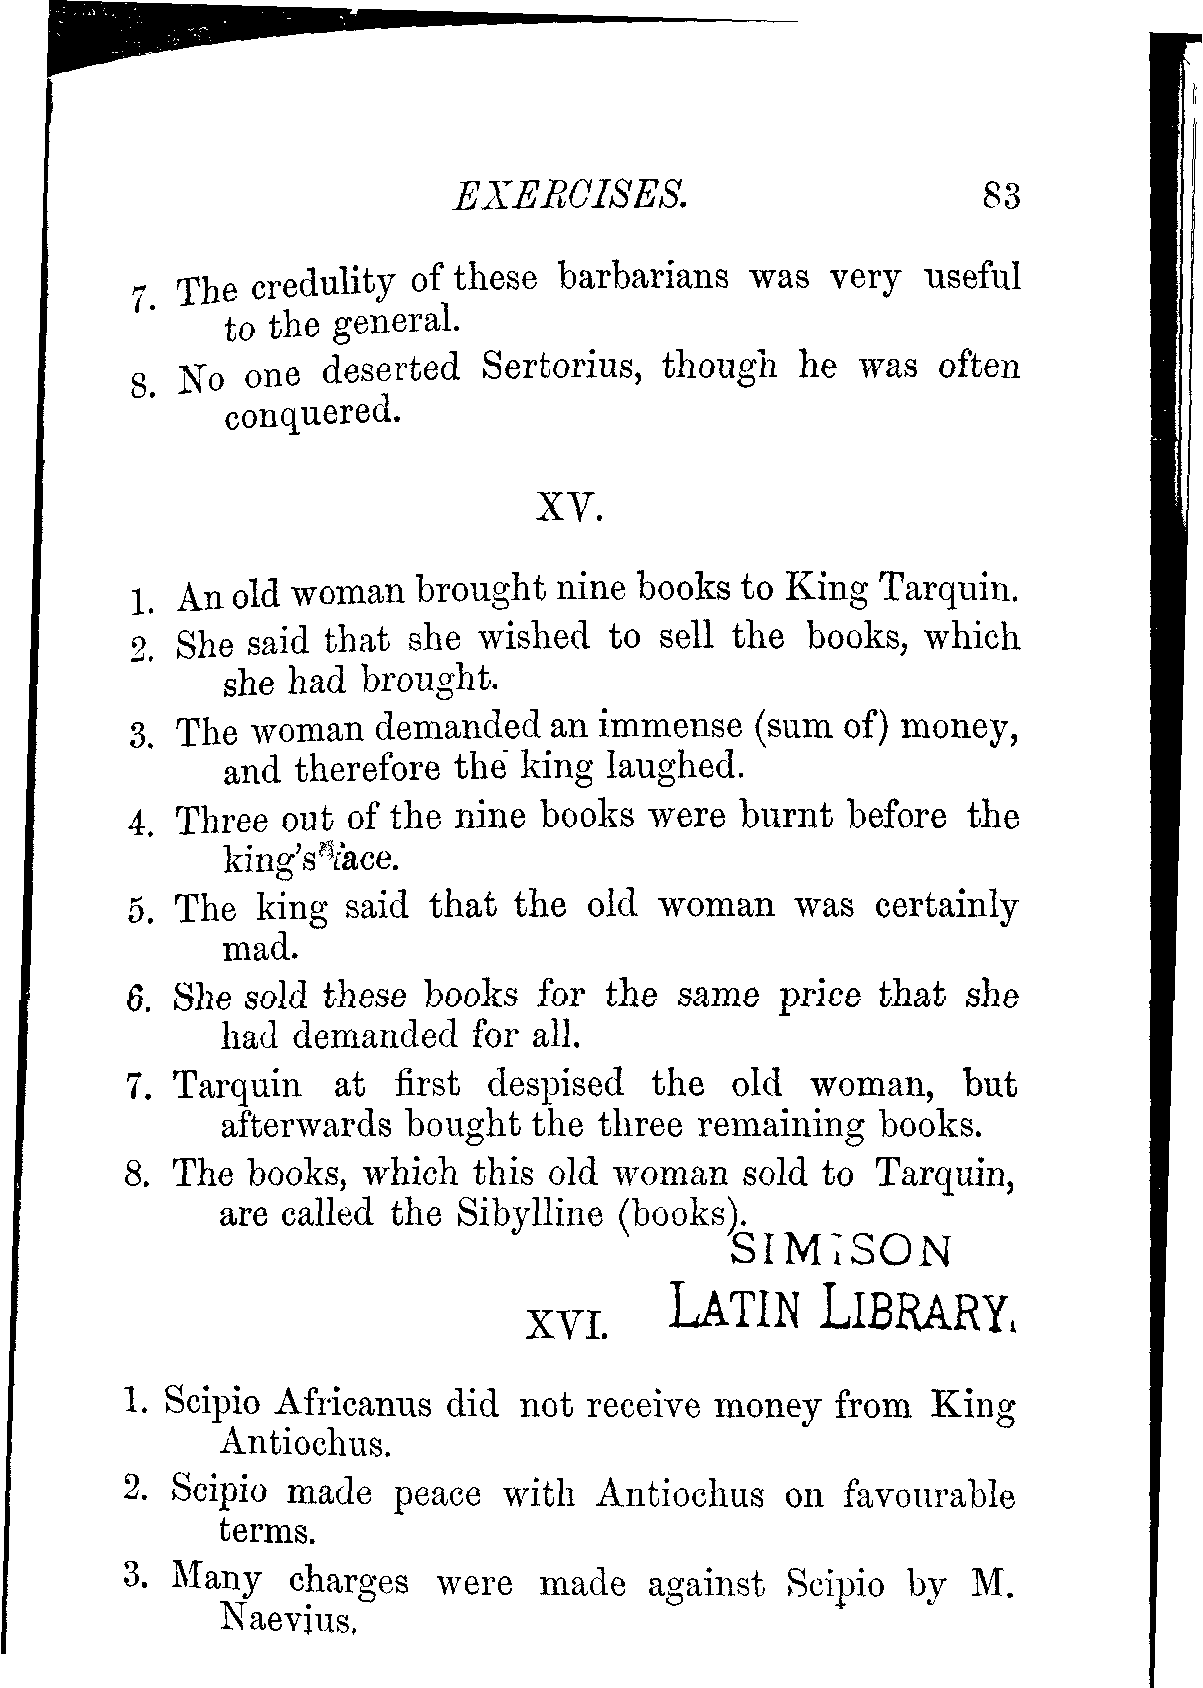 EXERCISES. 83
7. The credulity of these barbarians was very useful
to the general.
8. No one deserted Sertorius, though he was often
conquered.
XV.
1. An old woman brought nine books to King Tarquin.
2. She said that she wished to sell the books, which
she had brought.
3. The woman demanded an immense (sum of) money,
and therefore the king laughed.
4. Three out of the nine books were burnt before the
king's face.
5. The king said that the old woman was certainly
mad.
6. She sold these books for the same price that she
had demanded for all.
7. Tarquin at first despised the old woman, but
afterwards bought the three remaining books.
8. The books, which this old woman sold to Tarquin,
are called the Sibylline (books).
SIMISON
LATIN LIBRARY.
XVI.
1. Scipio Africanus did not receive money from King
Antiochus.
2. Scipio made peace with Antiochus on favourable
terms.
3. Many charges were made against Scipio by M.
Naevius.